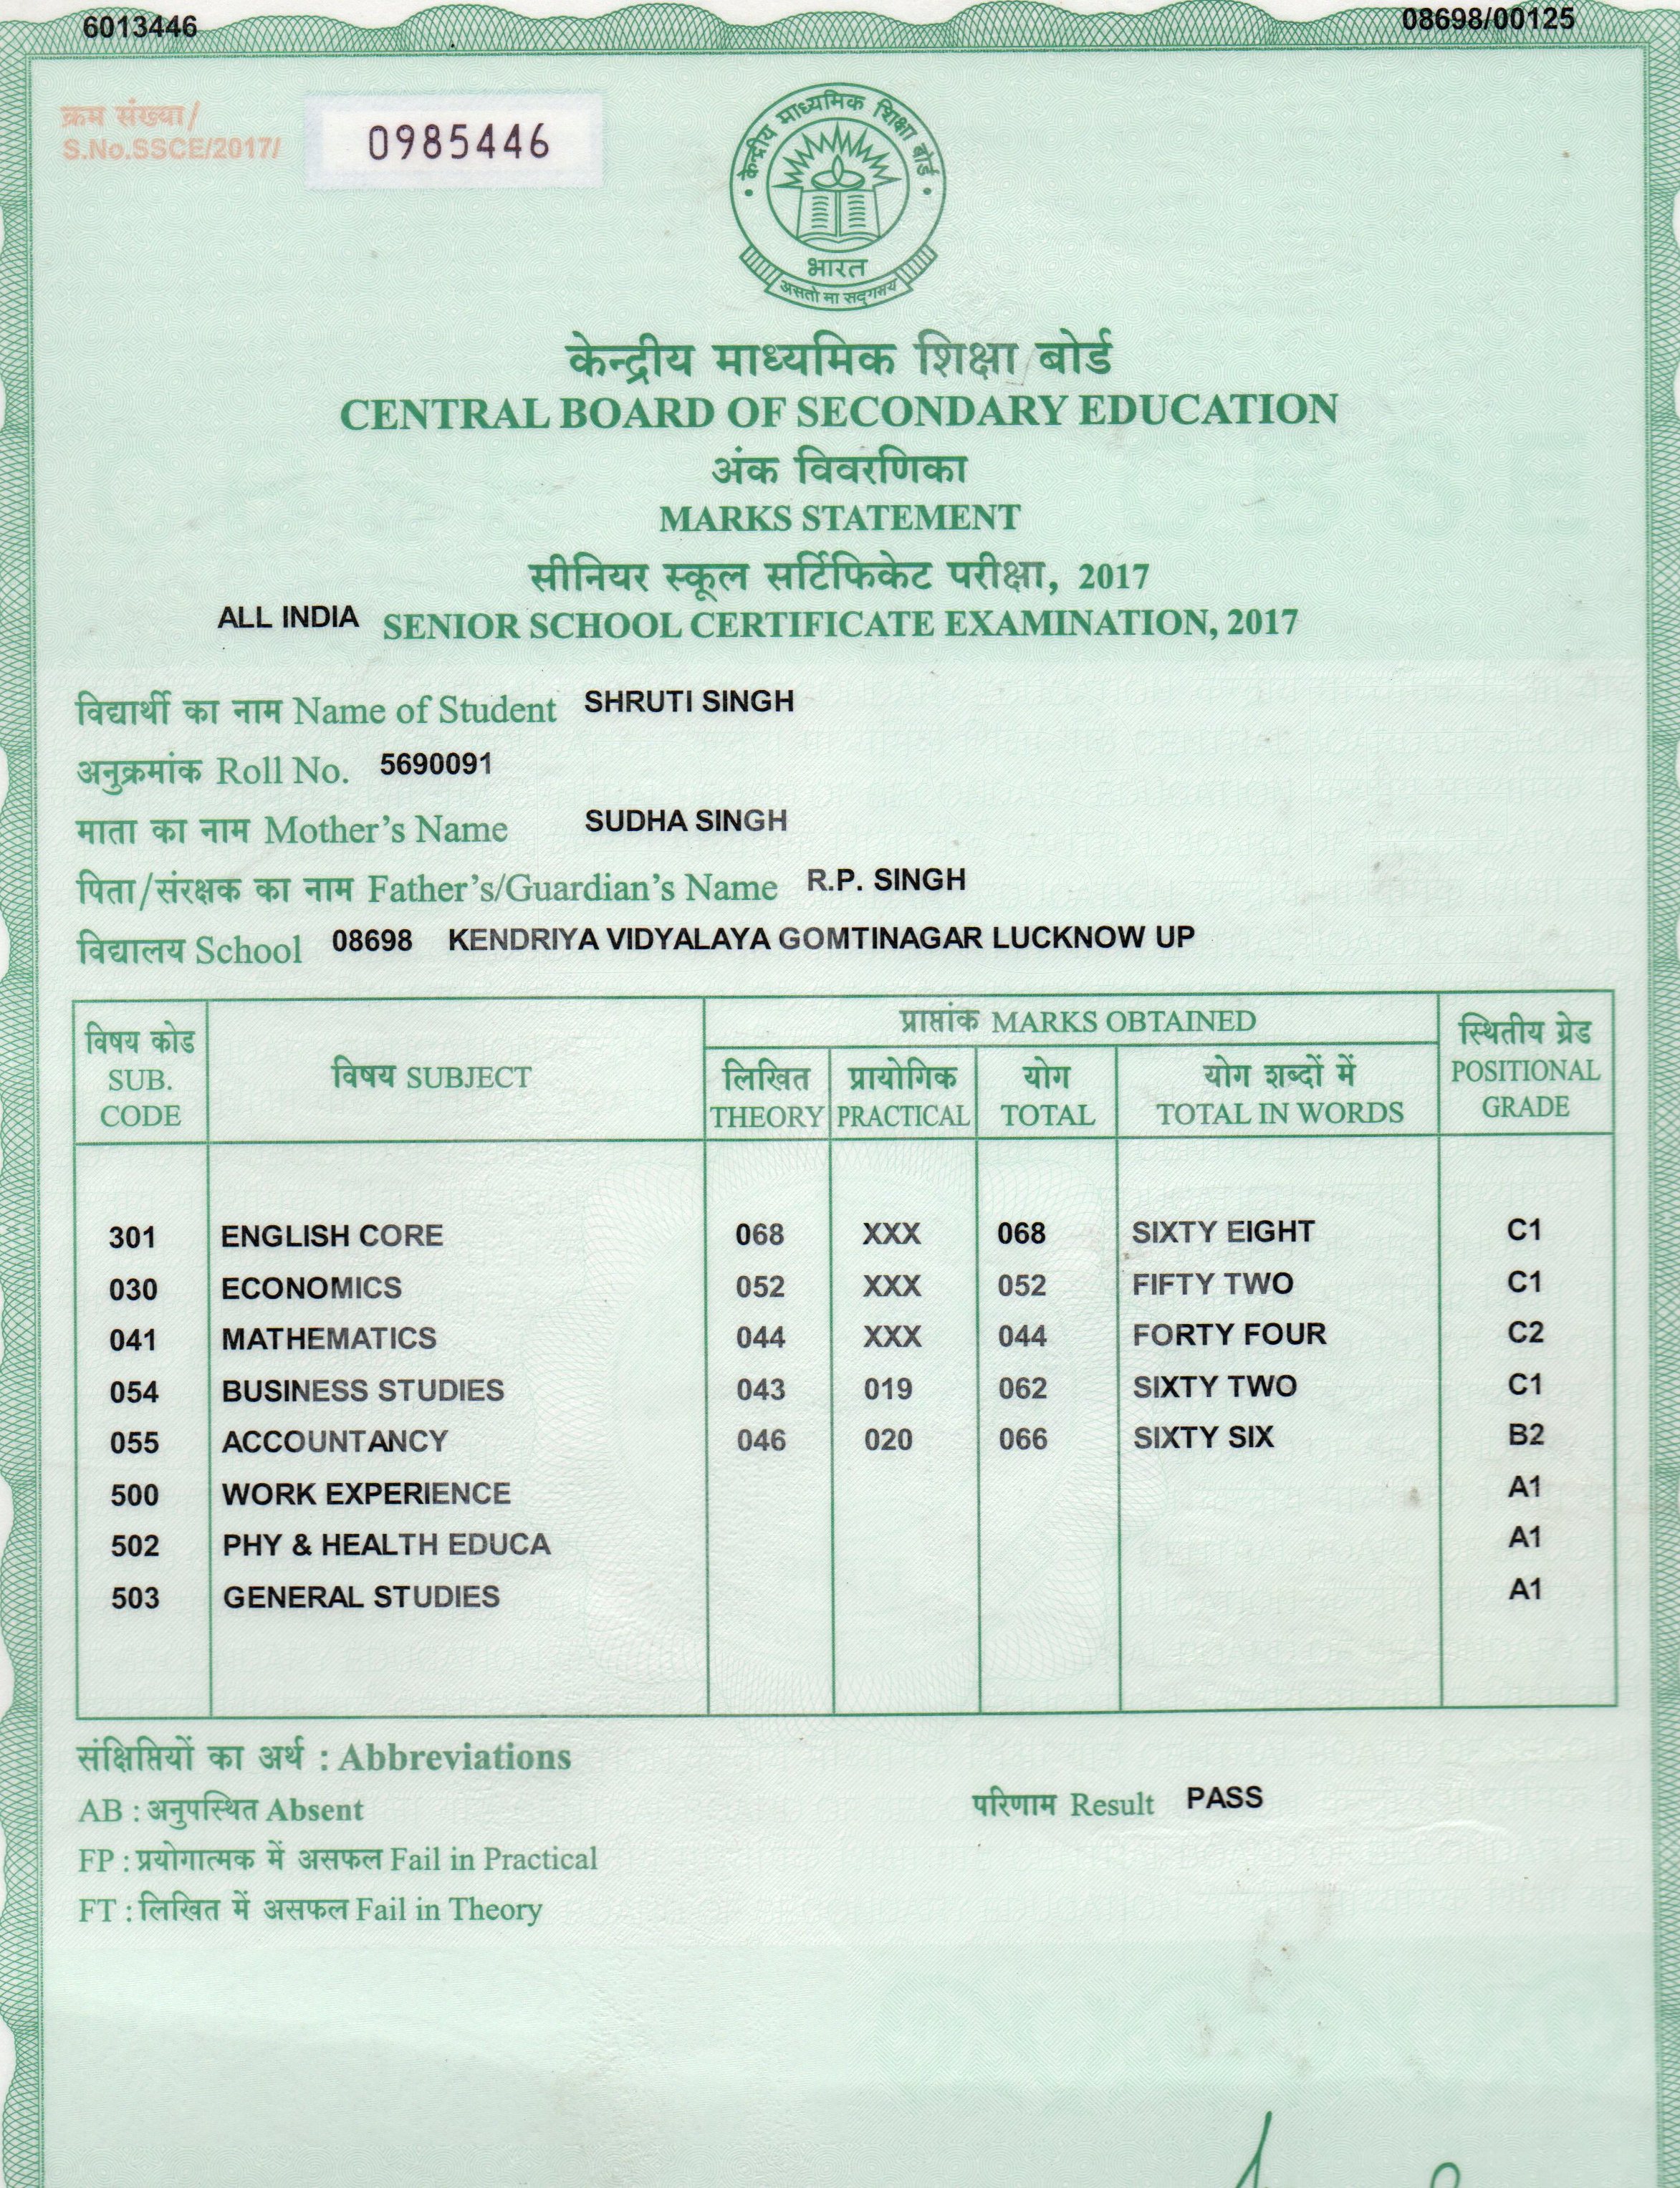 6013446 08698/00125
क्रम संख्या/
S.No.SSCE/2017/ 0985446
केन्द्रीय माध्यमिक शिक्षा बोर्ड
भारत
असतो मा सद्गमय
केन्द्रीय माध्यमिक शिक्षा बोर्ड
CENTRAL BOARD OF SECONDARY EDUCATION
अंक विवरणिका
MARKS STATEMENT
सीनियर स्कूल सर्टिफिकेट परीक्षा, 2017
ALL INDIA SENIOR SCHOOL CERTIFICATE EXAMINATION, 2017
विद्यार्थी का नाम Name of Student SHRUTI SINGH
अनुक्रमांक Roll No. 5690091
माता का नाम Mother's Name SUDHA SINGH
पिता/संरक्षक का नाम Father's/Guardian's Name R.P. SINGH
विद्यालय School 08698 KENDRIYA VIDYALAYA GOMTINAGAR LUCKNOW UP
विषय कोड SUB. CODE
विषय SUBJECT
प्राप्तांक MARKS OBTAINED
लिखित THEORY
प्रायोगिक PRACTICAL
योग TOTAL
योग शब्दों में TOTAL IN WORDS
स्थितीय ग्रेड POSITIONAL GRADE
301 ENGLISH CORE 068 XXX 068 SIXTY EIGHT C1
030 ECONOMICS 052 XXX 052 FIFTY TWO C1
041 MATHEMATICS 044 XXX 044 FORTY FOUR C2
054 BUSINESS STUDIES 043 019 062 SIXTY TWO C1
055 ACCOUNTANCY 046 020 066 SIXTY SIX B2
500 WORK EXPERIENCE A1
502 PHY & HEALTH EDUCA A1
503 GENERAL STUDIES A1
संक्षिप्तियों का अर्थ : Abbreviations
AB : अनुपस्थित Absent
परिणाम Result PASS
FP : प्रयोगात्मक में असफल Fail in Practical
FT : लिखित में असफल Fail in Theory